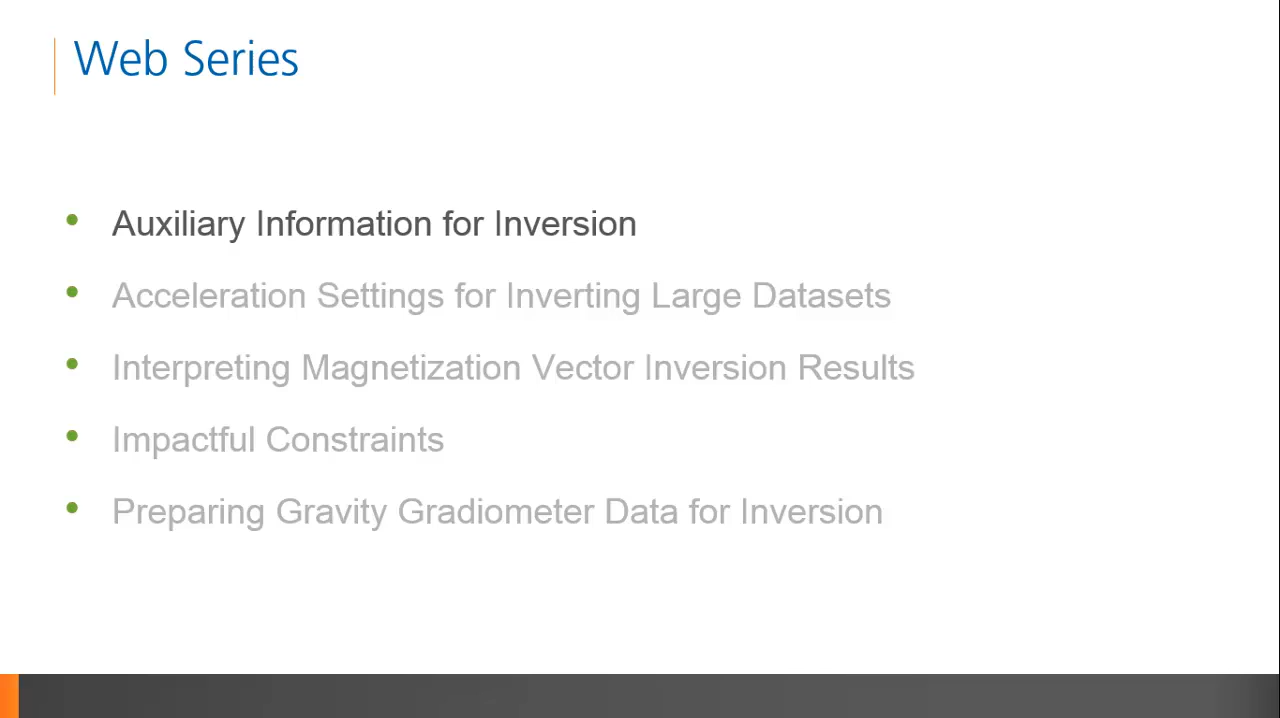 Web Series
• Auxiliary Information for Inversion
• Acceleration Settings for Inverting Large Datasets
• Interpreting Magnetization Vector Inversion Results
• Impactful Constraints
• Preparing Gravity Gradiometer Data for Inversion